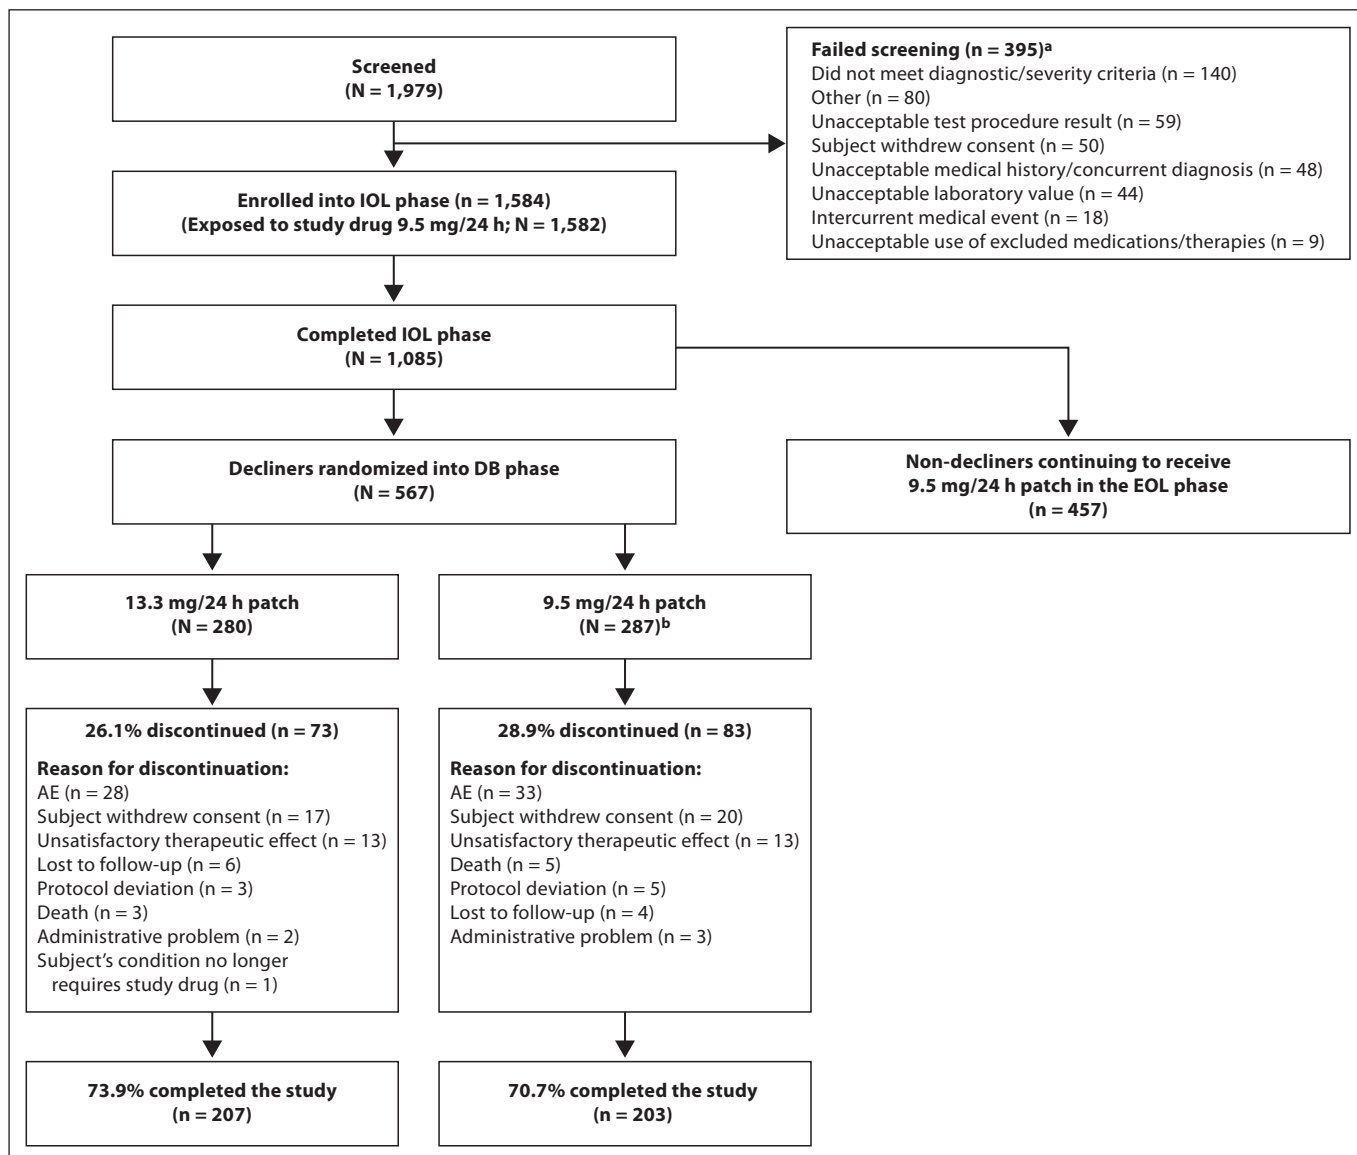 Screened
(N = 1,979)
Failed screening (n = 395)a
Did not meet diagnostic/severity criteria (n = 140)
Other (n = 80)
Unacceptable test procedure result (n = 59)
Subject withdrew consent (n = 50)
Unacceptable medical history/concurrent diagnosis (n = 48)
Unacceptable laboratory value (n = 44)
Intercurrent medical event (n = 18)
Unacceptable use of excluded medications/therapies (n = 9)
Enrolled into IOL phase (n = 1,584)
(Exposed to study drug 9.5 mg/24 h; N = 1,582)
Completed IOL phase
(N = 1,085)
Decliners randomized into DB phase
(N = 567)
Non-decliners continuing to receive
9.5 mg/24 h patch in the EOL phase
(n = 457)
13.3 mg/24 h patch
(N = 280)
9.5 mg/24 h patch
(N = 287)b
26.1% discontinued (n = 73)
Reason for discontinuation:
AE (n = 28)
Subject withdrew consent (n = 17)
Unsatisfactory therapeutic effect (n = 13)
Lost to follow-up (n = 6)
Protocol deviation (n = 3)
Death (n = 3)
Administrative problem (n = 2)
Subject's condition no longer
requires study drug (n = 1)
28.9% discontinued (n = 83)
Reason for discontinuation:
AE (n = 33)
Subject withdrew consent (n = 20)
Unsatisfactory therapeutic effect (n = 13)
Death (n = 5)
Protocol deviation (n = 5)
Lost to follow-up (n = 4)
Administrative problem (n = 3)
73.9% completed the study
(n = 207)
70.7% completed the study
(n = 203)